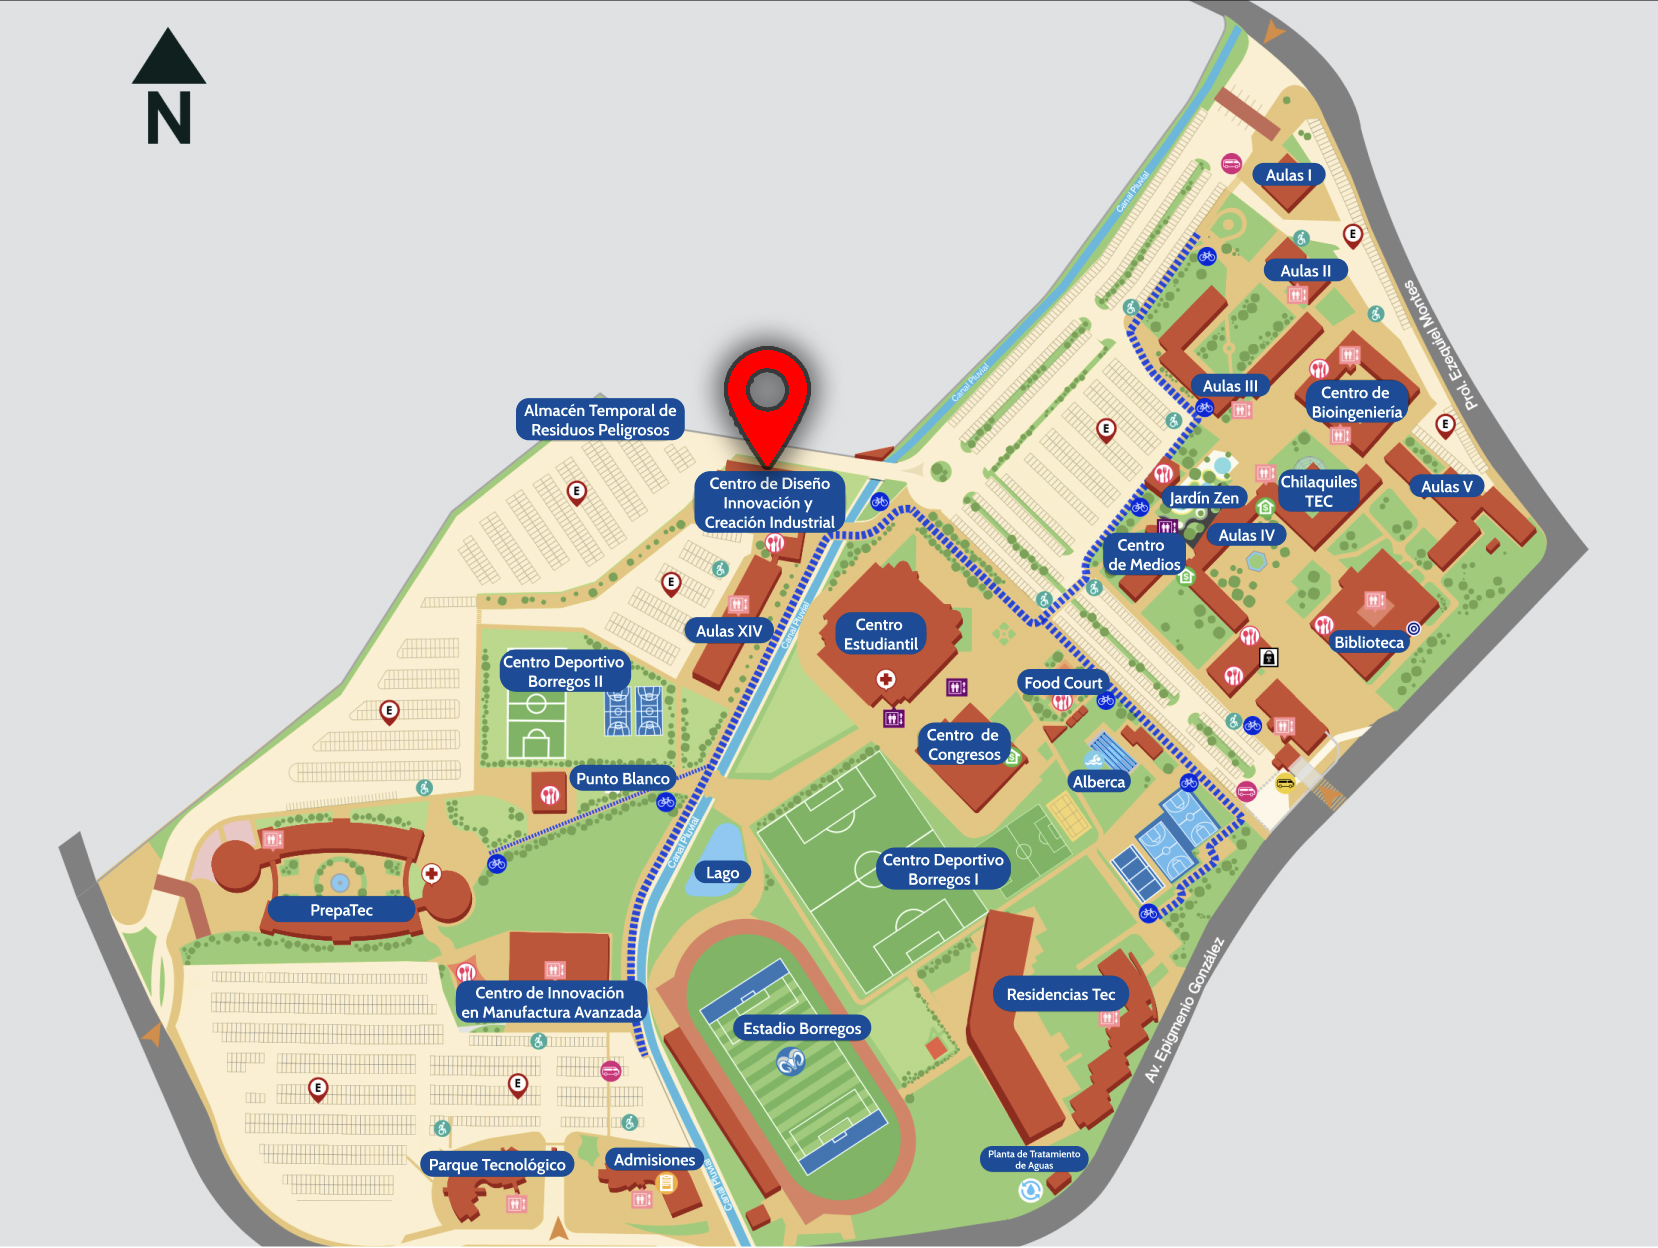 N
Aulas I
E
Aulas II
Canal Pluvial
Prol. Ezequiel Montes
Aulas III
Centro de
Bioingeniería
Canal Pluvial
Almacén Temporal de
Residuos Peligrosos
E
E
E
Centro de Diseño
Innovación y
Creación Industrial
Jardín Zen
Chilaquiles
TEC
Aulas V
Aulas IV
Centro
de Medios
E
Aulas XIV
Canal Pluvial
Centro
Estudiantil
Biblioteca
Centro Deportivo
Borregos II
Food Court
E
Centro de
Congresos
Punto Blanco
Alberca
Canal Pluvial
Lago
Centro Deportivo
Borregos I
PrepaTec
Centro de Innovación
en Manufactura Avanzada
Residencias Tec
Estadio Borregos
Av. Epigmenio González
E
E
Parque Tecnológico
Admisiones
Planta de Tratamiento
de Aguas
Canal Pluvial